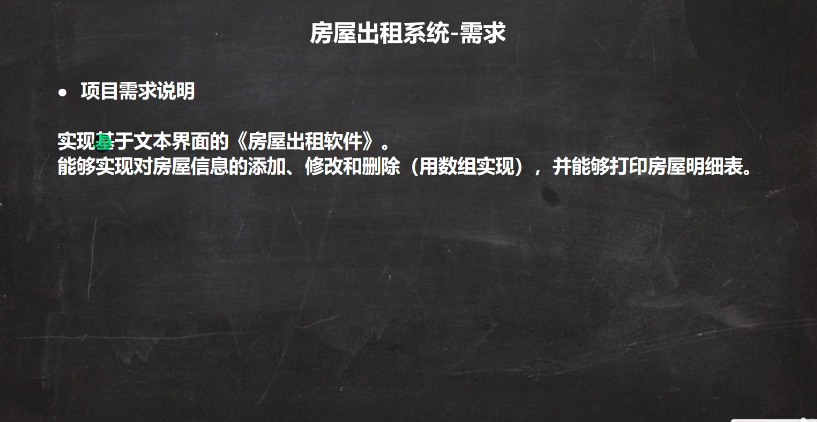 房屋出租系统-需求
● 项目需求说明
实现基于文本界面的《房屋出租软件》。
能够实现对房屋信息的添加、修改和删除（用数组实现），并能够打印房屋明细表。